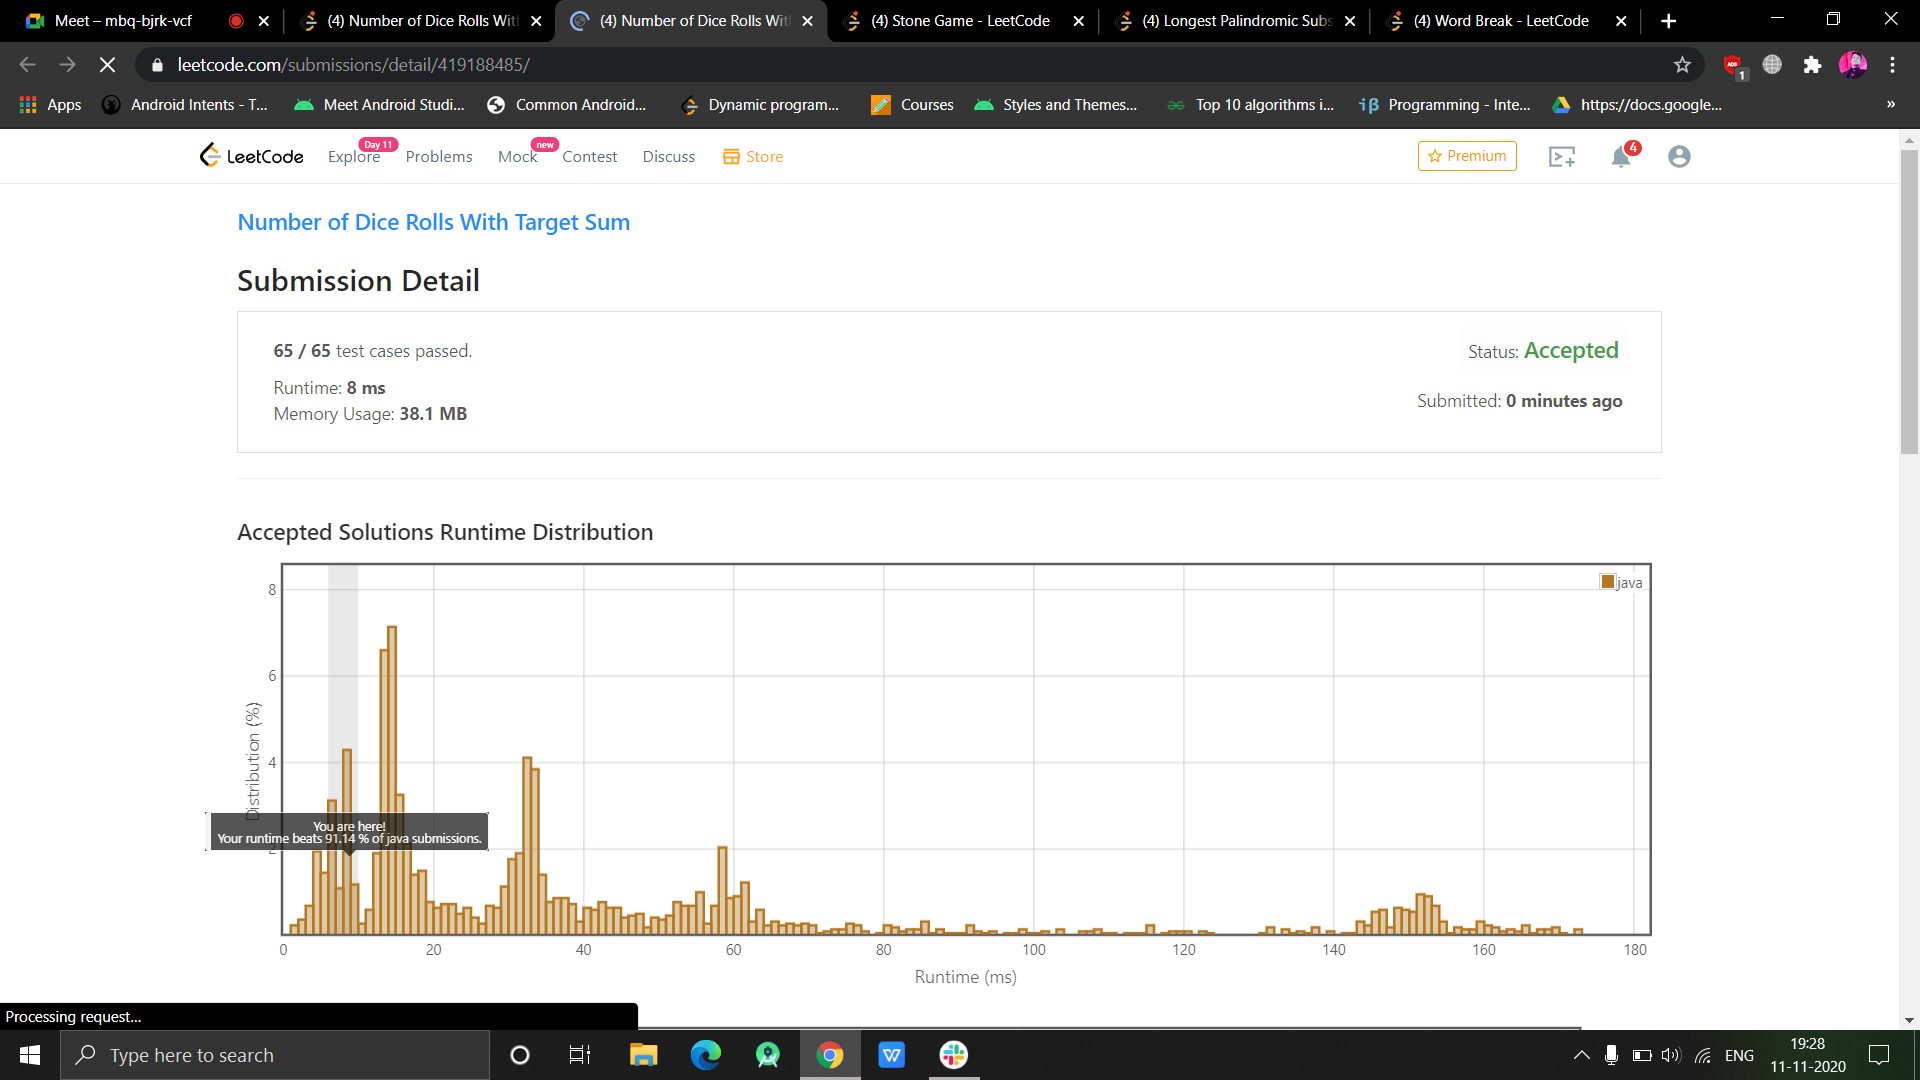 Meet – mbq-bjrk-vcf
(4) Number of Dice Rolls Wit
(4) Number of Dice Rolls Wit
(4) Stone Game - LeetCode
(4) Longest Palindromic Subs
(4) Word Break - LeetCode
leetcode.com/submissions/detail/419188485/
ADS
1
Apps
Android Intents - T...
Meet Android Studi...
Common Android...
Dynamic program...
Courses
Styles and Themes...
Top 10 algorithms i...
Programming - Inte...
https://docs.google...
»
LeetCode
Explore
Day 11
Problems
Mock
new
Contest
Discuss
Store
Premium
4
Number of Dice Rolls With Target Sum
Submission Detail
65 / 65 test cases passed.
Status: Accepted
Runtime: 8 ms
Memory Usage: 38.1 MB
Submitted: 0 minutes ago
Accepted Solutions Runtime Distribution
java
8
6
4
2
Distribution (%)
You are here!
Your runtime beats 91.14 % of java submissions.
0 20 40 60 80 100 120 140 160 180
Runtime (ms)
Processing request...
Type here to search
W
ENG
19:28
11-11-2020